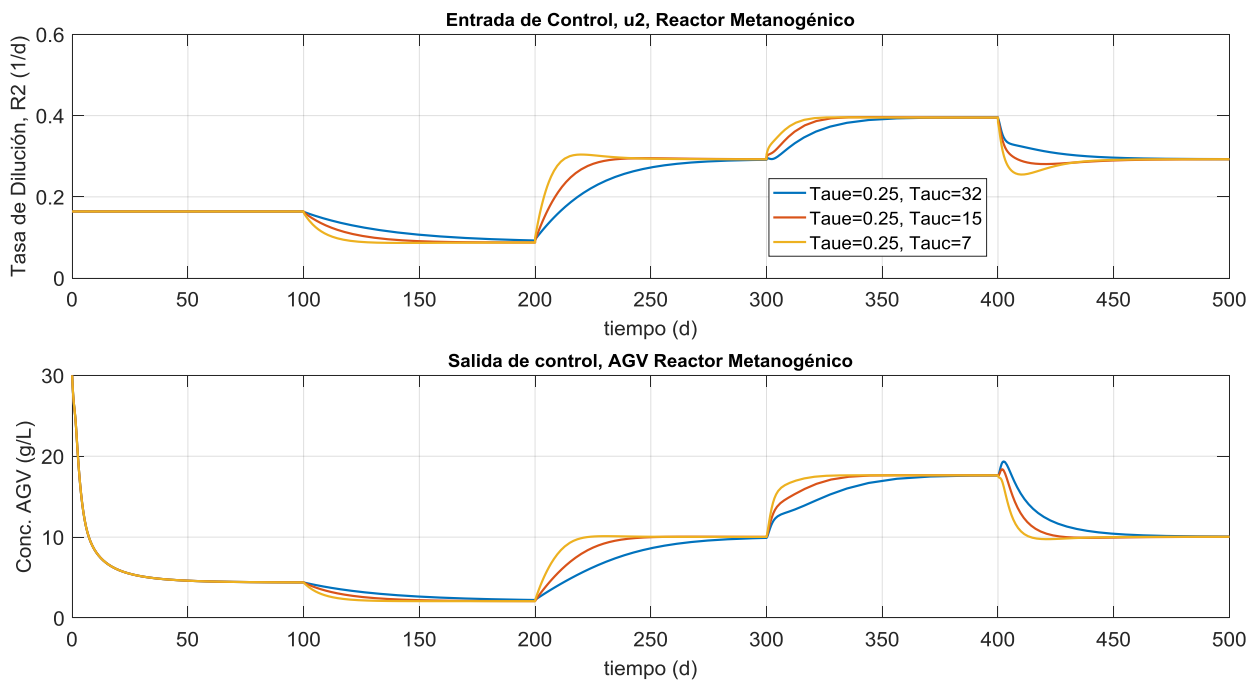 Entrada de Control, u2, Reactor Metanogénico
Tasa de Dilución, R2 (1/d)
0.6
0.4
0.2
0
0 50 100 150 200 250 300 350 400 450 500
tiempo (d)
Taue=0.25, Tauc=32
Taue=0.25, Tauc=15
Taue=0.25, Tauc=7
Salida de control, AGV Reactor Metanogénico
Conc. AGV (g/L)
30
20
10
0
0 50 100 150 200 250 300 350 400 450 500
tiempo (d)